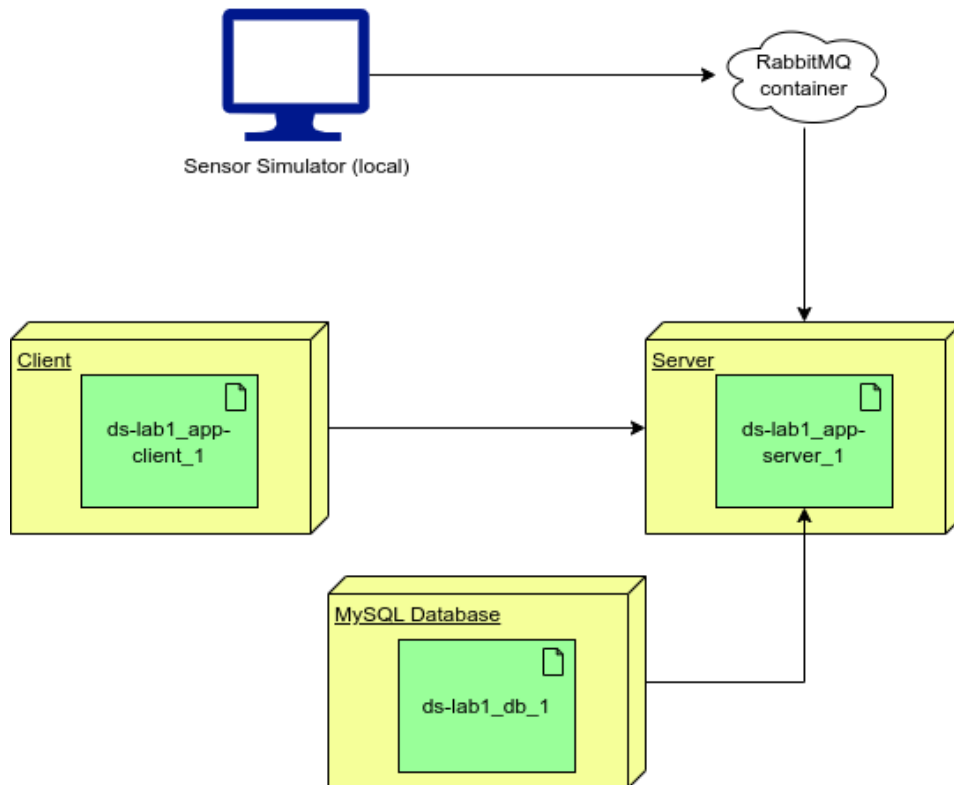 RabbitMQ
container
Sensor Simulator (local)
Client
ds-lab1_app-
client_1
Server
ds-lab1_app-
server_1
MySQL Database
ds-lab1_db_1